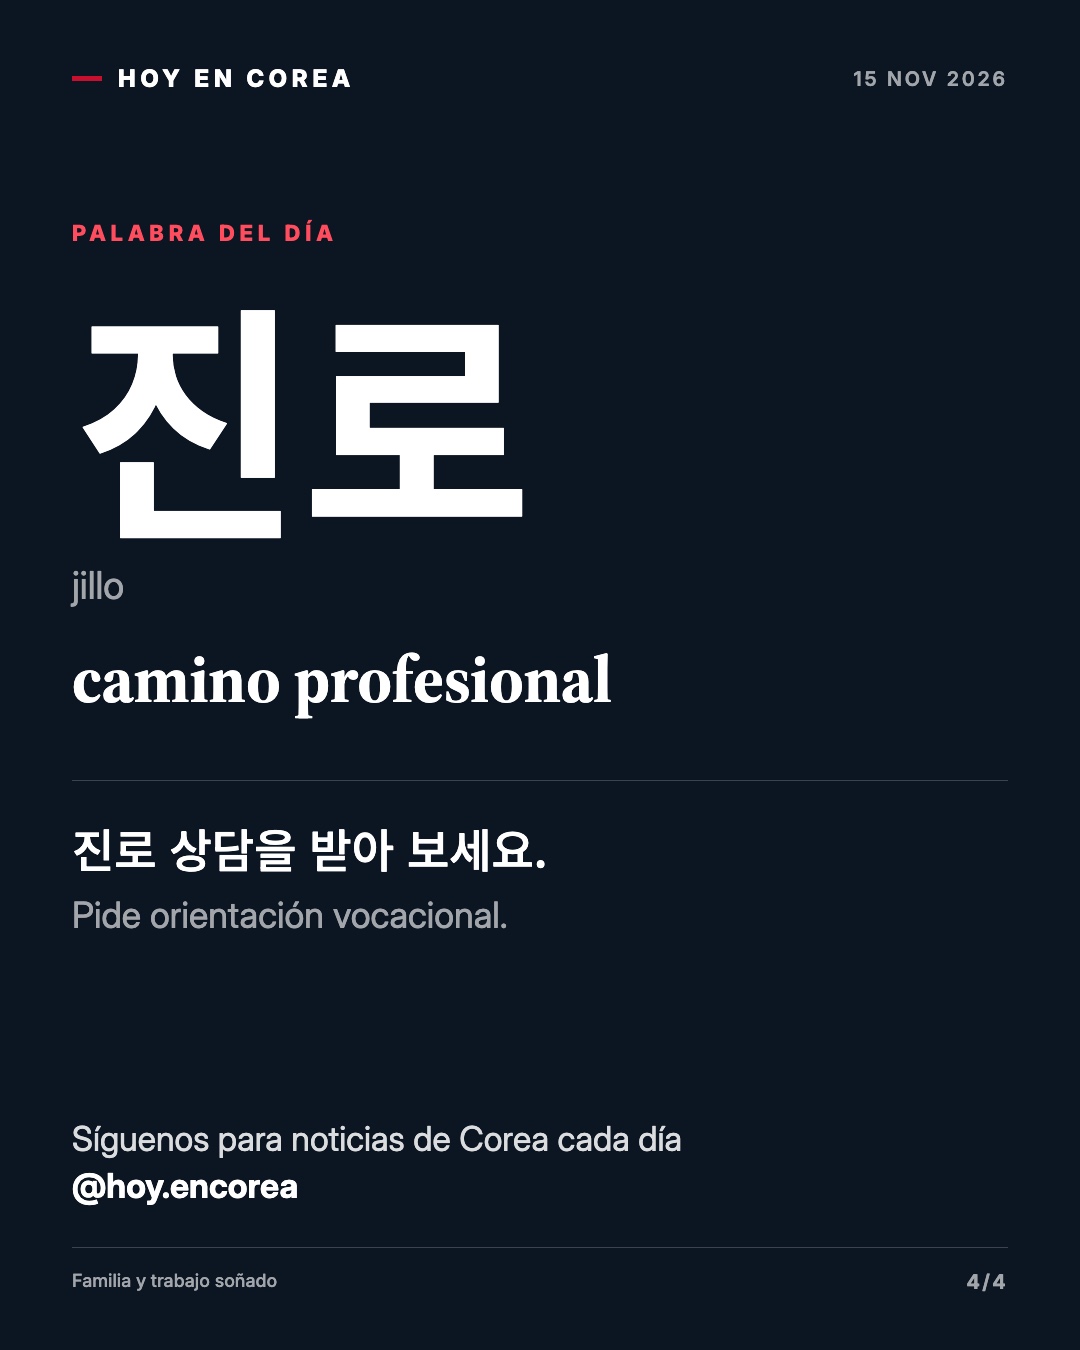 HOY EN COREA
15 NOV 2026
PALABRA DEL DÍA
진로
jillo
camino profesional
진로 상담을 받아 보세요.
Pide orientación vocacional.
Síguenos para noticias de Corea cada día
@hoy.encorea
Familia y trabajo soñado
4/4